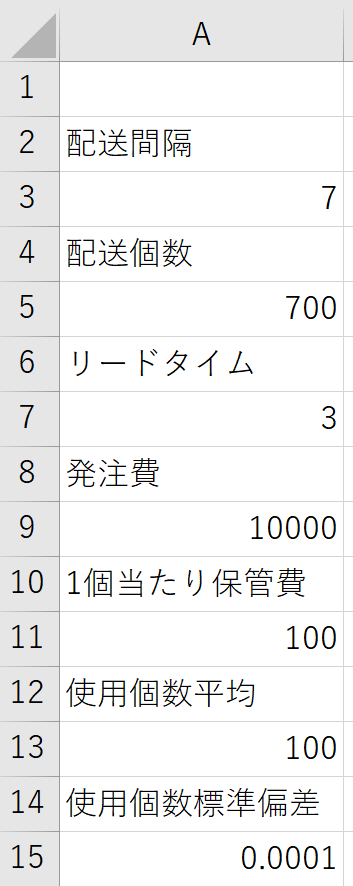 A
1
2 配送間隔
3 7
4 配送個数
5 700
6 リードタイム
7 3
8 発注費
9 10000
10 1個当たり保管費
11 100
12 使用個数平均
13 100
14 使用個数標準偏差
15 0.0001